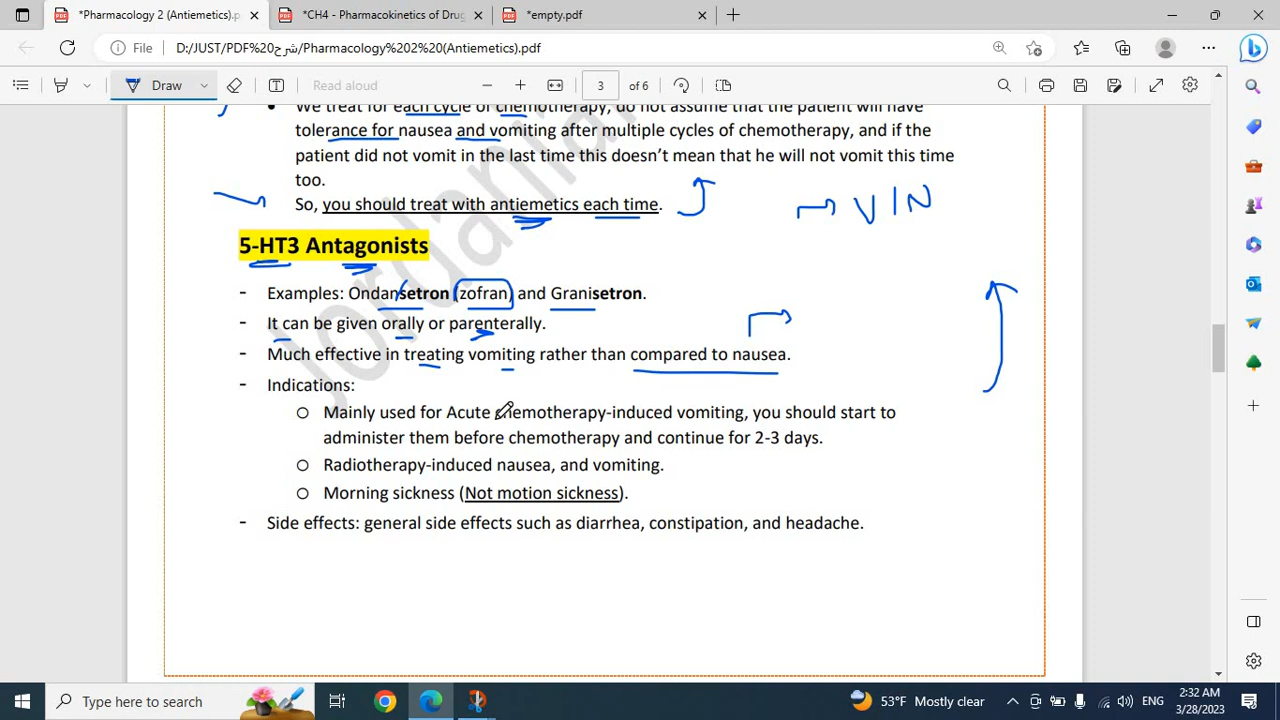 *Pharmacology 2 (Antiemetics).p
*CH4 - Pharmacokinetics of Drug
*empty.pdf
File
D:/JUST/PDF%20شرح/Pharmacology%202%20(Antiemetics).pdf
Draw
Read aloud
3
of 6
We treat for each cycle of chemotherapy, do not assume that the patient will have
tolerance for nausea and vomiting after multiple cycles of chemotherapy, and if the
patient did not vomit in the last time this doesn't mean that he will not vomit this time
too.
So, you should treat with antiemetics each time.
V/N
5-HT3 Antagonists
- Examples: Ondansetron (zofran) and Granisetron.
- It can be given orally or parenterally.
- Much effective in treating vomiting rather than compared to nausea.
- Indications:
Mainly used for Acute chemotherapy-induced vomiting, you should start to
administer them before chemotherapy and continue for 2-3 days.
Radiotherapy-induced nausea, and vomiting.
Morning sickness (Not motion sickness).
- Side effects: general side effects such as diarrhea, constipation, and headache.
Type here to search
53°F Mostly clear
ENG
2:32 AM
3/28/2023